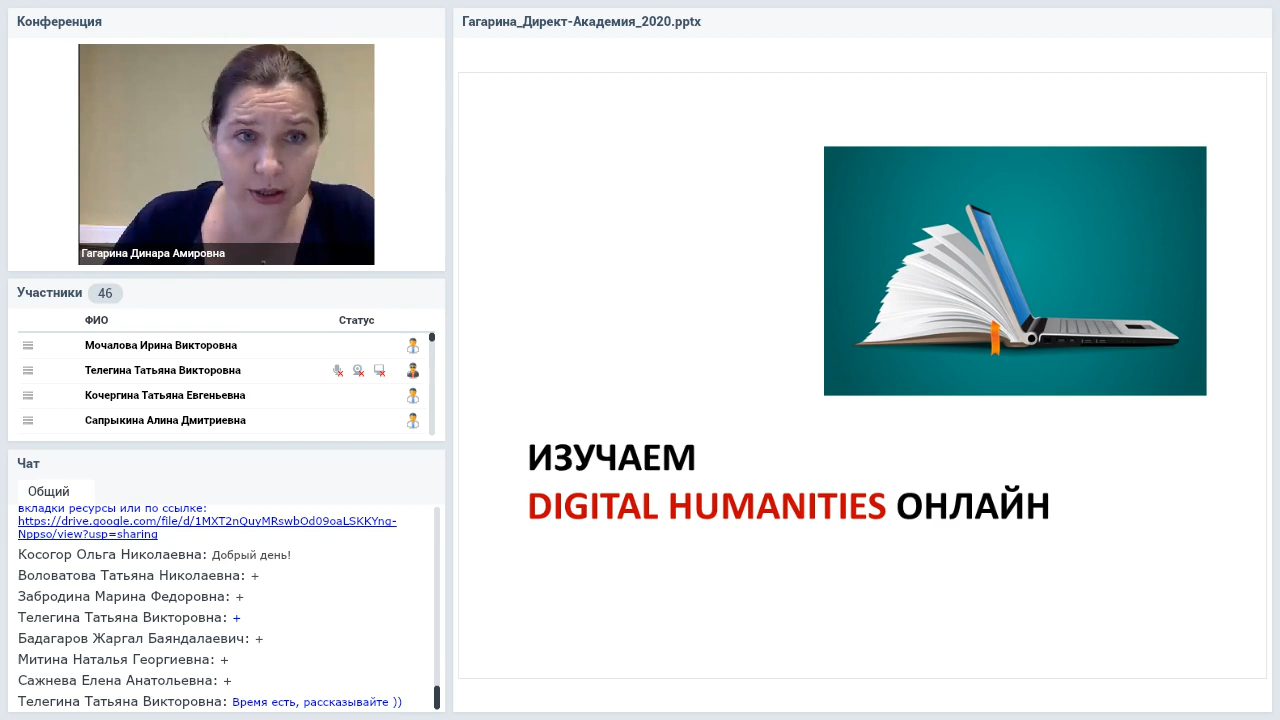 Конференция
Гагарина Динара Амировна
Участники 46
ФИО Статус
Мочалова Ирина Викторовна
Телегина Татьяна Викторовна
Кочергина Татьяна Евгеньевна
Сапрыкина Алина Дмитриевна
Чат
Общий
вкладки ресурсы или по ссылке:
https://drive.google.com/file/d/1MXT2nQuyMRswbOd09oaLSKKYng-
Nppso/view?usp=sharing
Косогор Ольга Николаевна: Добрый день!
Воловатова Татьяна Николаевна: +
Забродина Марина Федоровна: +
Телегина Татьяна Викторовна: +
Бадагаров Жаргал Баяндалаевич: +
Митина Наталья Георгиевна: +
Сажнева Елена Анатольевна: +
Телегина Татьяна Викторовна: Время есть, рассказывайте ))
Гагарина_Директ-Академия_2020.pptx
ИЗУЧАЕМ
DIGITAL HUMANITIES ОНЛАЙН